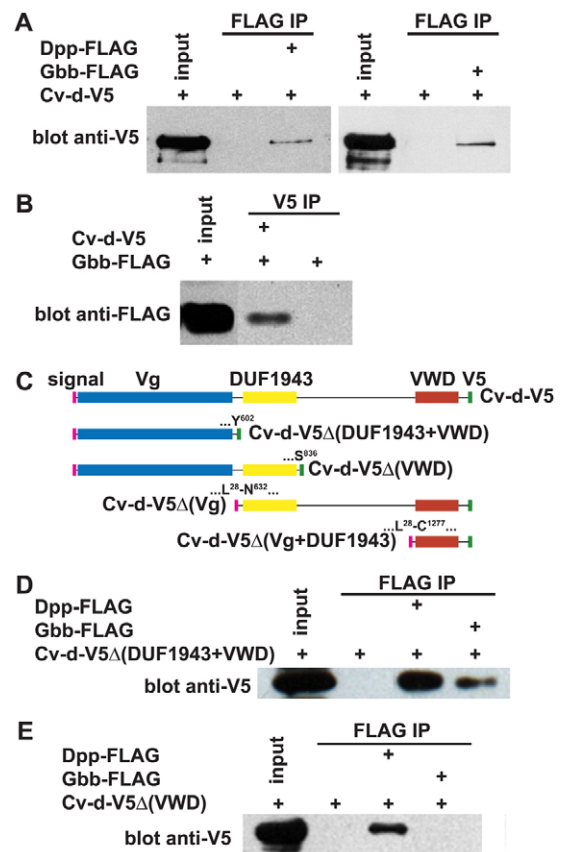 A
FLAG IP FLAG IP
Dpp-FLAG input + input
Gbb-FLAG +
Cv-d-V5 + + + + + +
blot anti-V5
B
input V5 IP
Cv-d-V5 +
Gbb-FLAG + + +
blot anti-FLAG
C
signal Vg DUF1943 VWD V5
Cv-d-V5
...Y602
Cv-d-V5Δ(DUF1943+VWD)
...S836
Cv-d-V5Δ(VWD)
...L28-N632...
Cv-d-V5Δ(Vg)
...L28-C1277...
Cv-d-V5Δ(Vg+DUF1943)
D
FLAG IP
Dpp-FLAG input +
Gbb-FLAG +
Cv-d-V5Δ(DUF1943+VWD) + + + +
blot anti-V5
E
FLAG IP
Dpp-FLAG input +
Gbb-FLAG +
Cv-d-V5Δ(VWD) + + + +
blot anti-V5